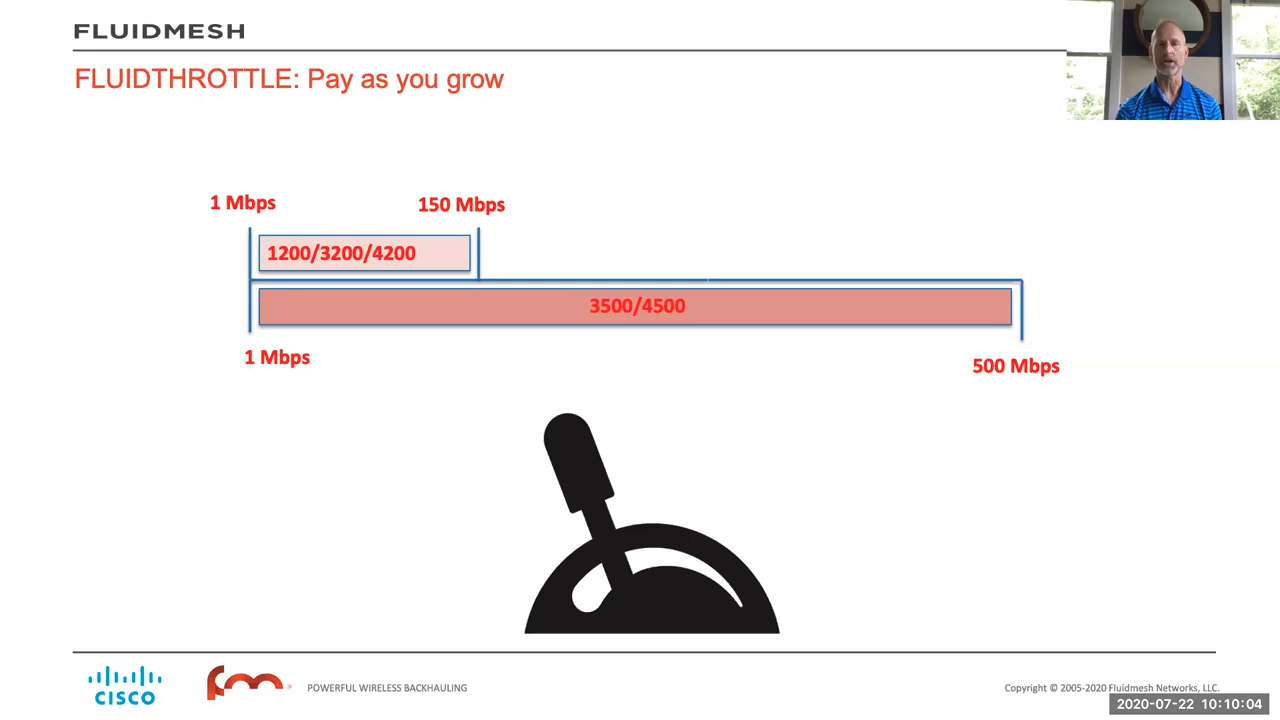 FLUIDMESH
FLUIDTHROTTLE: Pay as you grow
1 Mbps
150 Mbps
1200/3200/4200
3500/4500
1 Mbps
500 Mbps
CISCO
fm
POWERFUL WIRELESS BACKHAULING
Copyright © 2005-2020 Fluidmesh Networks, LLC.
2020-07-22 10:10:04